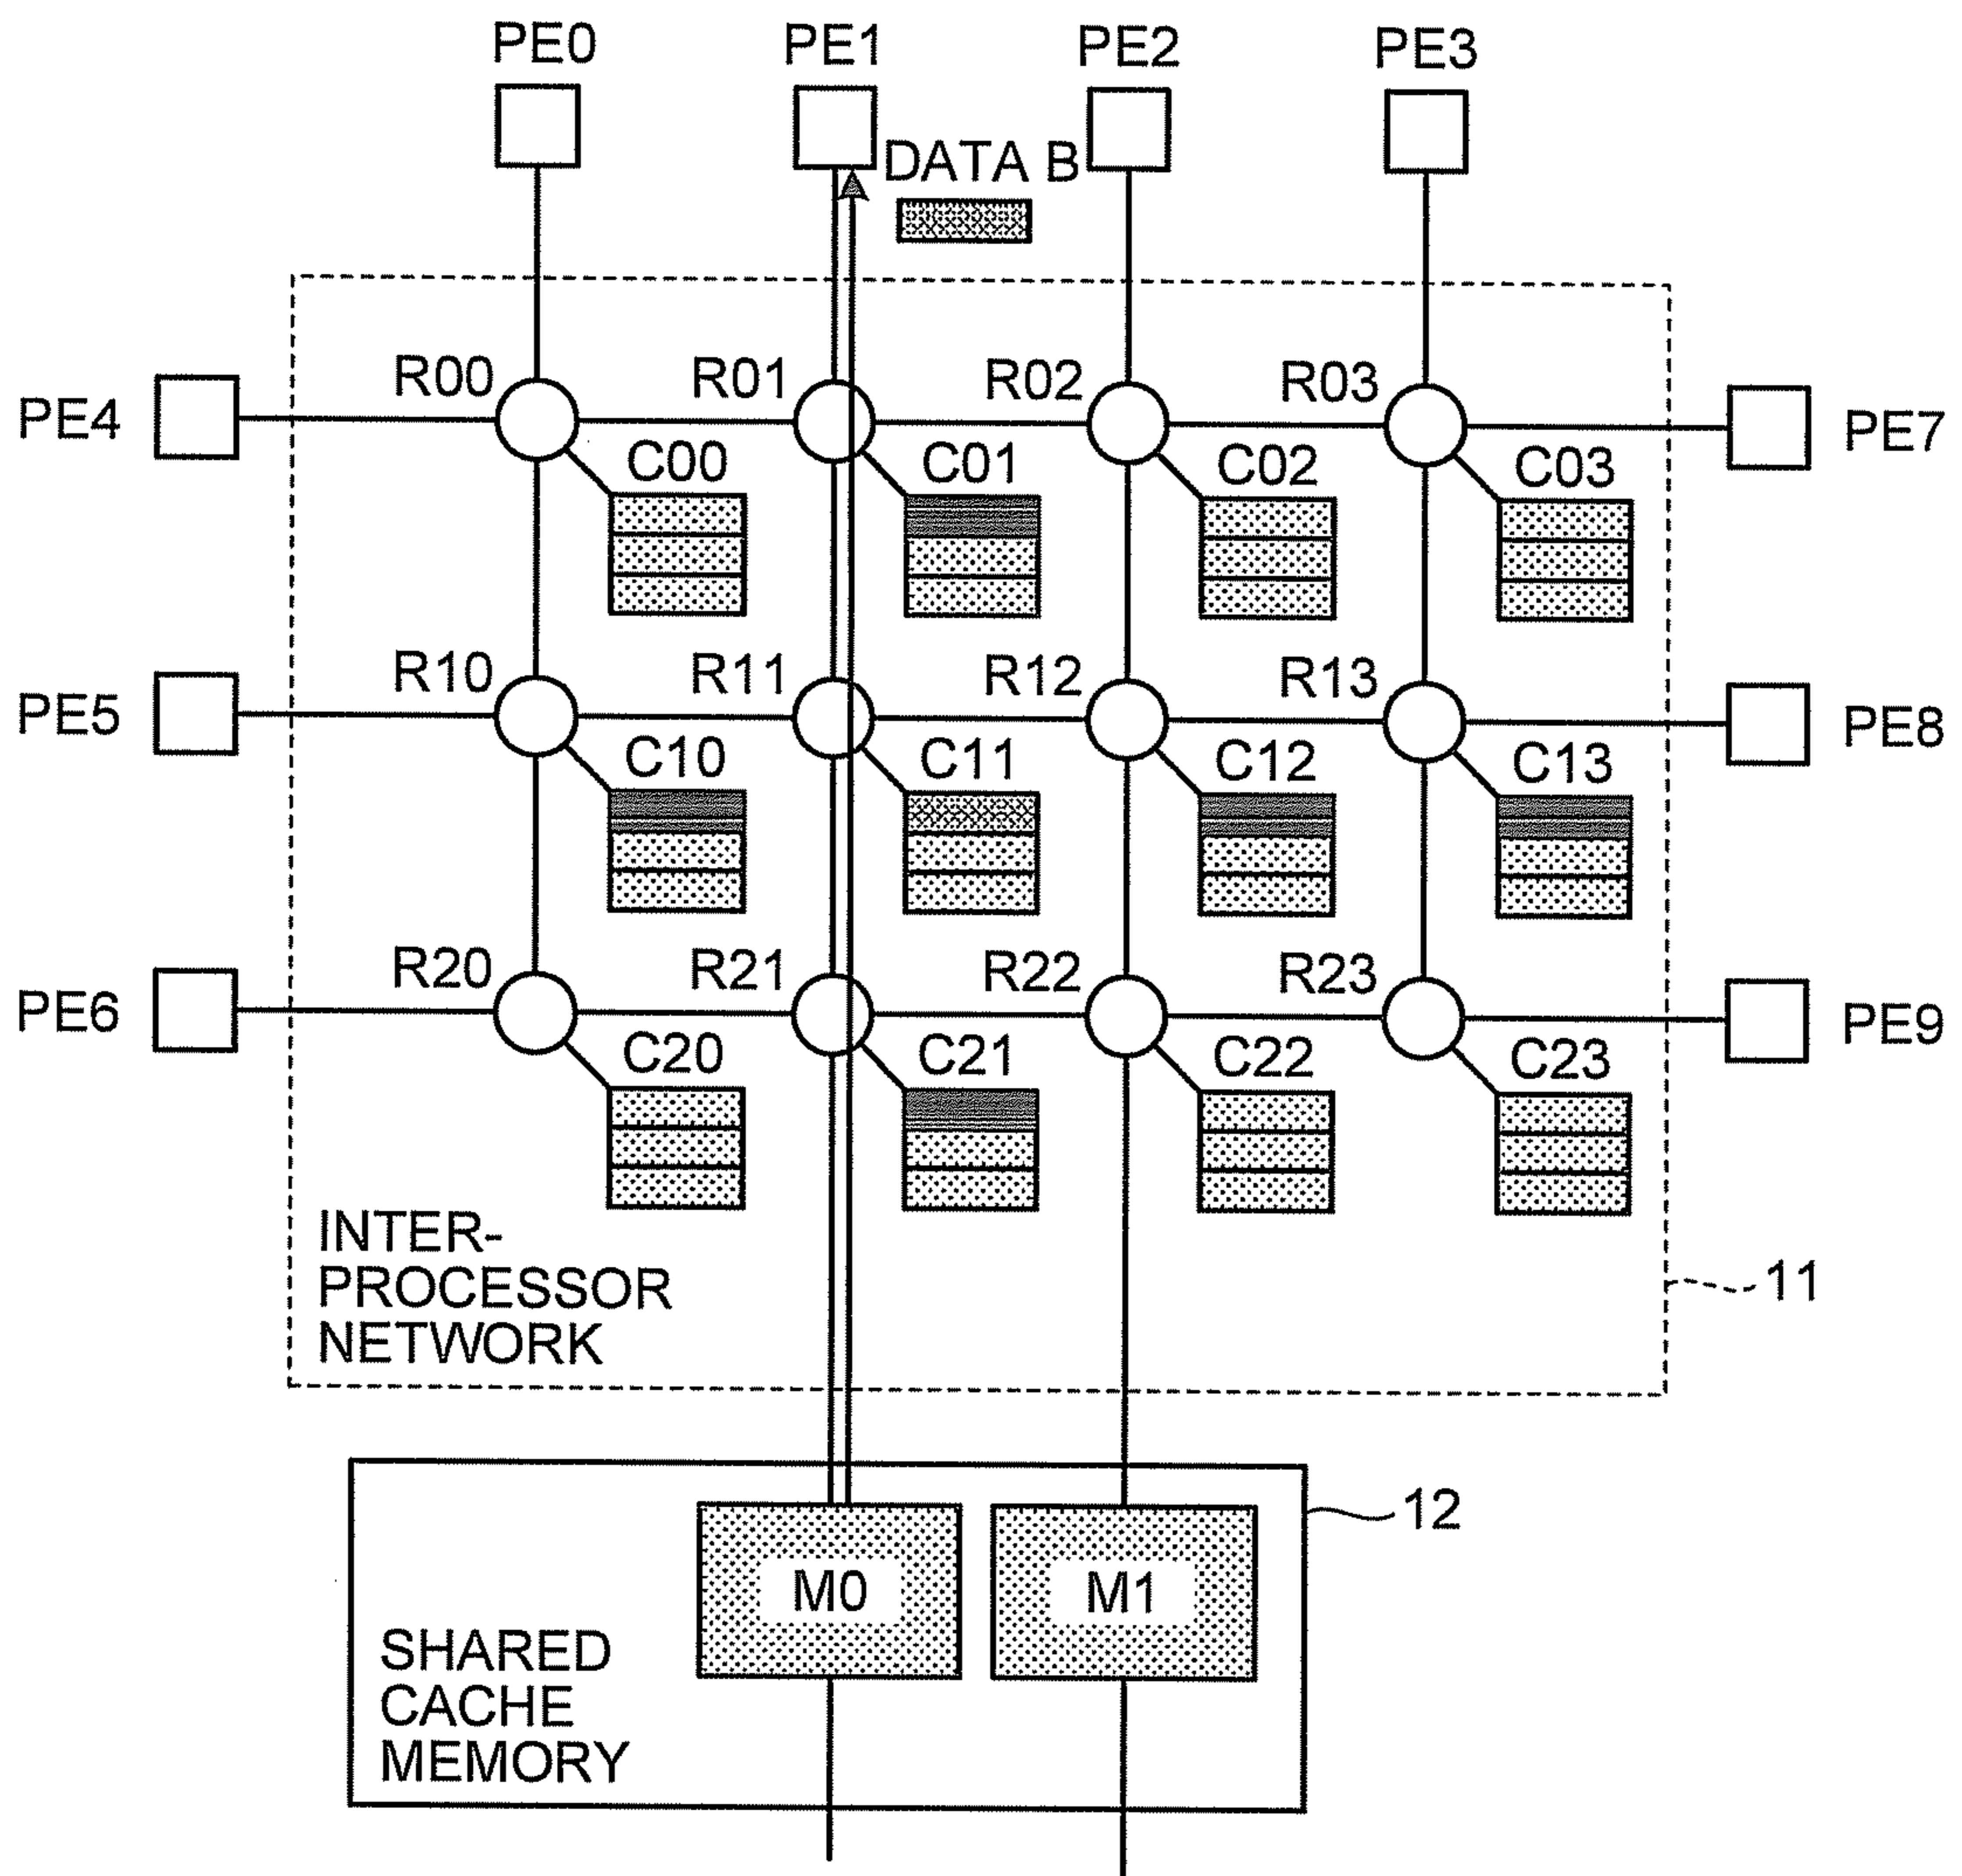 PE0 PE1 PE2 PE3
DATA B
R00 R01 R02 R03
PE4 PE7
C00 C01 C02 C03
R10 R11 R12 R13
PE5 PE8
C10 C11 C12 C13
R20 R21 R22 R23
PE6 PE9
C20 C21 C22 C23
INTER-
PROCESSOR
NETWORK
11
12
M0 M1
SHARED
CACHE
MEMORY